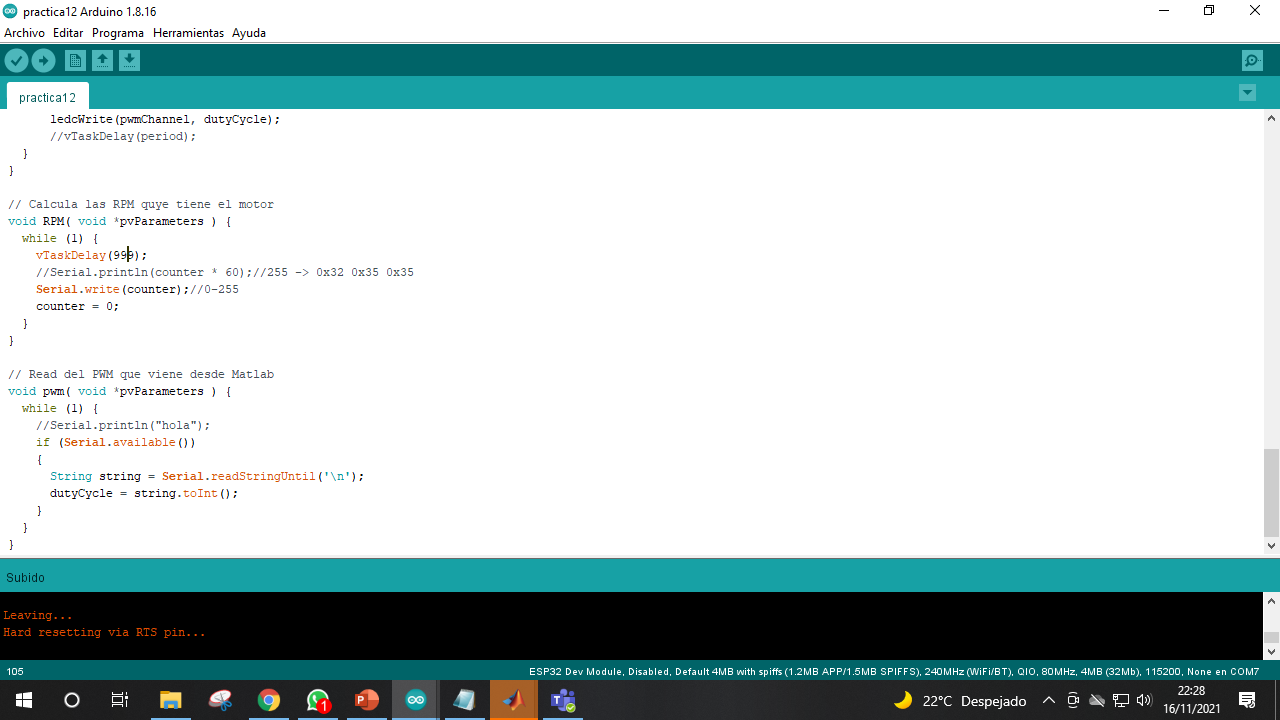 practica12 Arduino 1.8.16
Archivo Editar Programa Herramientas Ayuda
practica12
ledcWrite(pwmChannel, dutyCycle);
//vTaskDelay(period);
}
}
// Calcula las RPM quye tiene el motor
void RPM( void *pvParameters ) {
while (1) {
vTaskDelay(999);
//Serial.println(counter * 60);//255 -> 0x32 0x35 0x35
Serial.write(counter);//0-255
counter = 0;
}
}
// Read del PWM que viene desde Matlab
void pwm( void *pvParameters ) {
while (1) {
//Serial.println("hola");
if (Serial.available())
{
String string = Serial.readStringUntil('\n');
dutyCycle = string.toInt();
}
}
}
Subido
Leaving...
Hard resetting via RTS pin...
105 ESP32 Dev Module, Disabled, Default 4MB with spiffs (1.2MB APP/1.5MB SPIFFS), 240MHz (WiFi/BT), QIO, 80MHz, 4MB (32Mb), 115200, None en COM7
1
22°C Despejado
22:28
16/11/2021